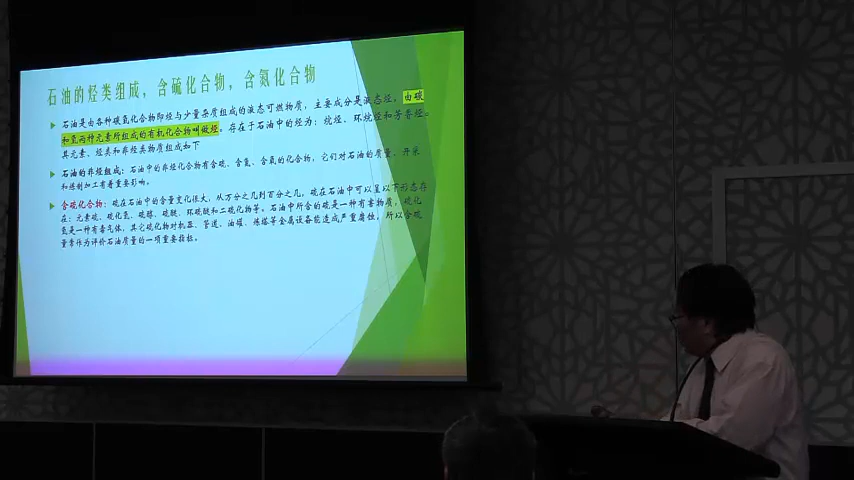 石油的烃类组成，含硫化合物，含氮化合物
石油是由各种碳氢化合物即烃与少量杂质组成的液态可燃物质，主要成分是液态烃。由碳
和氢两种元素所组成的有机化合物叫做烃。存在于石油中的烃为：烷烃、环烷烃和芳香烃。
其元素、烃类和非烃类物质组成如下
石油的非烃组成：石油中的非烃化合物有含硫、含氮、含氧的化合物，它们对石油的质量、开采
和炼制加工有着重要影响。
含硫化合物：硫在石油中的含量变化很大，从万分之几到百分之几，硫在石油中可以呈以下形态存
在：元素硫、硫化氢、硫醇、硫醚、环硫醚和二硫化物等。石油中所含的硫是一种有害物质，硫化
氢是一种有毒气体，其它硫化物对机器、管道、油罐、炼塔等金属设备能造成严重腐蚀，所以含硫
量常作为评价石油质量的一项重要指标。